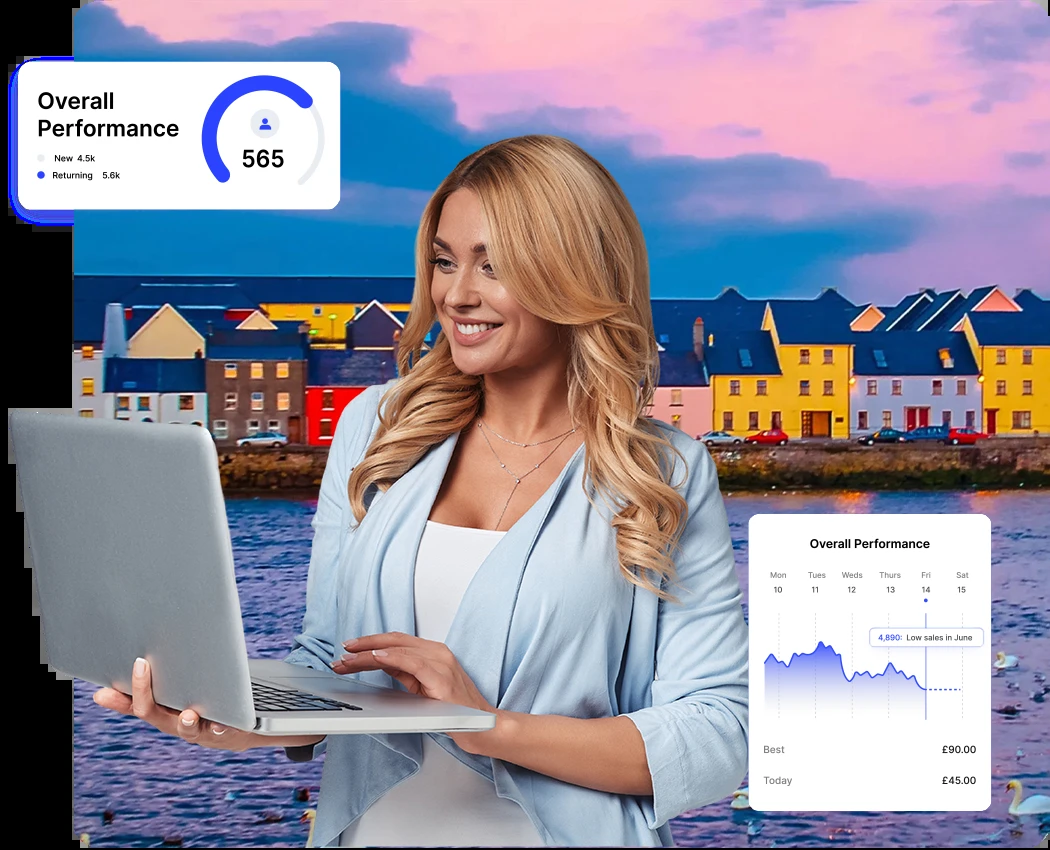 Overall
Performance
New 4.5k
Returning 5.6k
565
Overall Performance
Mon Tues Weds Thurs Fri Sat
10 11 12 13 14 15
4,890: Low sales in June
Best £90.00
Today £45.00